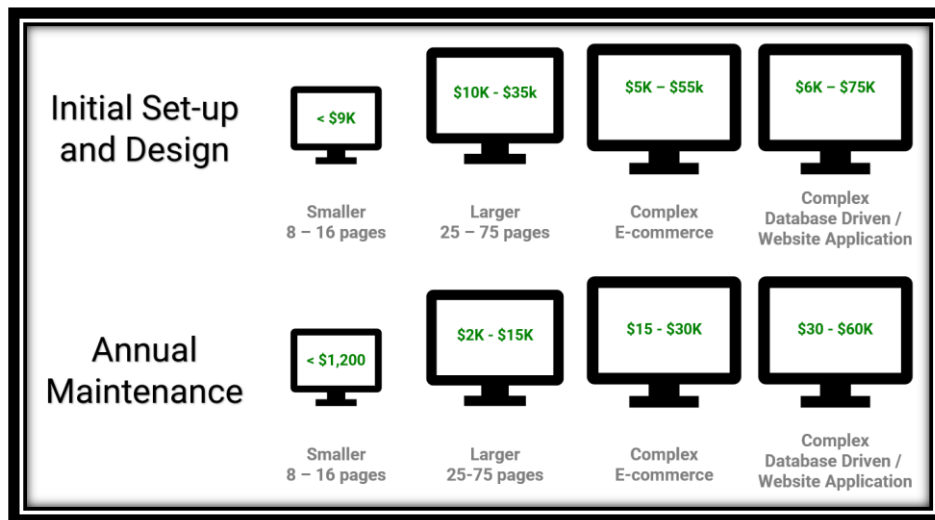 Initial Set-up
and Design
< $9K
$10K - $35k
$5K – $55k
$6K – $75K
Smaller
8 – 16 pages
Larger
25 – 75 pages
Complex
E-commerce
Complex
Database Driven /
Website Application
Annual
Maintenance
< $1,200
$2K - $15K
$15 - $30K
$30 - $60K
Smaller
8 – 16 pages
Larger
25-75 pages
Complex
E-commerce
Complex
Database Driven /
Website Application